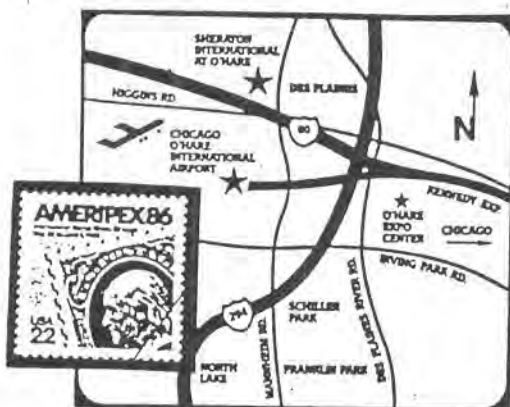 SHERATON
INTERNATIONAL
AT O'HARE
DES PLAINES
HIGGINS RD.
90
N
CHICAGO
O'HARE
INTERNATIONAL
AIRPORT
KENNEDY EXP.
O'HARE
EXPO
CENTER
CHICAGO
IRVING PARK RD.
AMERIPEX 86
USA
22
294
SCHILLER
PARK
MANNHEIM RD.
DES PLAINES RIVER RD.
NORTH
LAKE
FRANKLIN PARK